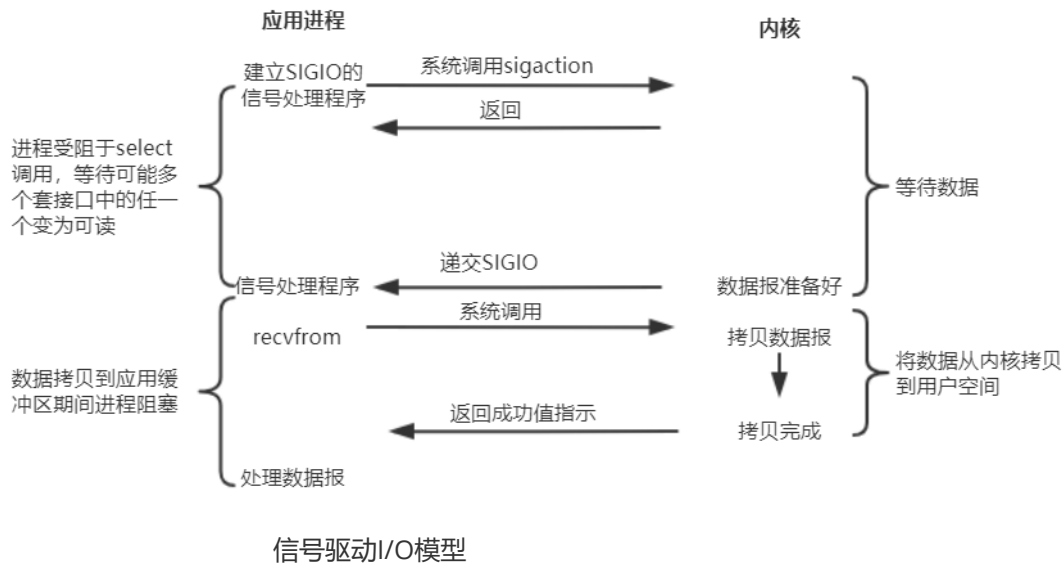 应用进程
内核
建立SIGIO的
信号处理程序
系统调用sigaction
返回
进程受阻于select
调用，等待可能多
个套接口中的任一
个变为可读
等待数据
递交SIGIO
信号处理程序
数据报准备好
系统调用
recvfrom
拷贝数据报
数据拷贝到应用缓
冲区期间进程阻塞
将数据从内核拷贝
到用户空间
返回成功值指示
拷贝完成
处理数据报
信号驱动I/O模型